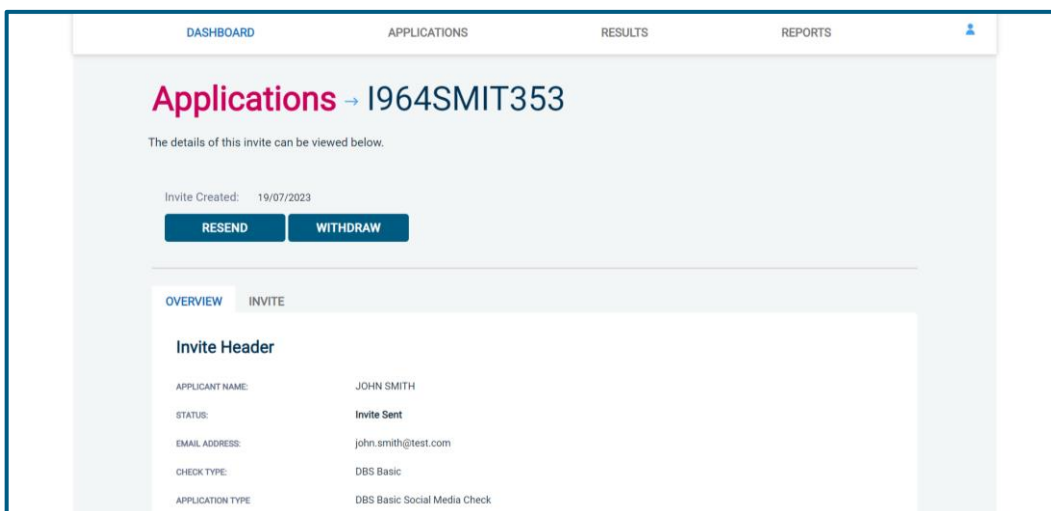 DASHBOARD APPLICATIONS RESULTS REPORTS
Applications → I964SMIT353
The details of this invite can be viewed below.
Invite Created: 19/07/2023
RESEND WITHDRAW
OVERVIEW INVITE
Invite Header
APPLICANT NAME: JOHN SMITH
STATUS: Invite Sent
EMAIL ADDRESS: john.smith@test.com
CHECK TYPE: DBS Basic
APPLICATION TYPE DBS Basic Social Media Check